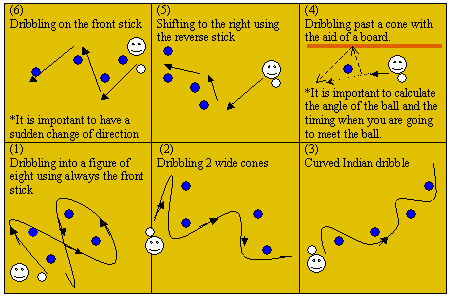 (6)
Dribbling on the front stick
*It is important to have a
sudden change of direction
(5)
Shifting to the right using
the reverse stick
(4)
Dribbling past a cone with
the aid of a board.
*It is important to calculate
the angle of the ball and the
timing when you are going
to meet the ball.
(1)
Dribbling into a figure of
eight using always the front
stick
(2)
Dribbling 2 wide cones
(3)
Curved Indian dribble